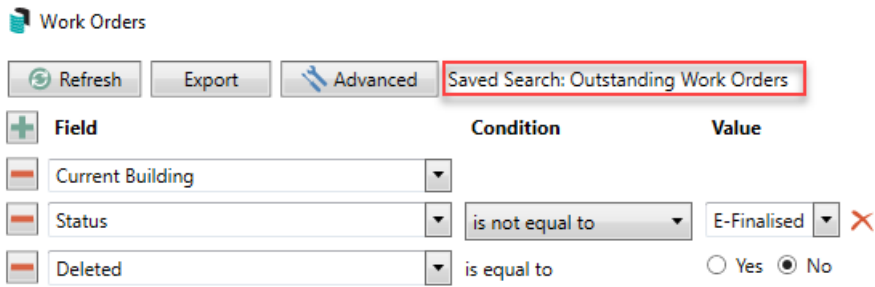 Work Orders
Refresh Export Advanced Saved Search: Outstanding Work Orders
Field Condition Value
Current Building
Status is not equal to E-Finalised
Deleted is equal to Yes No